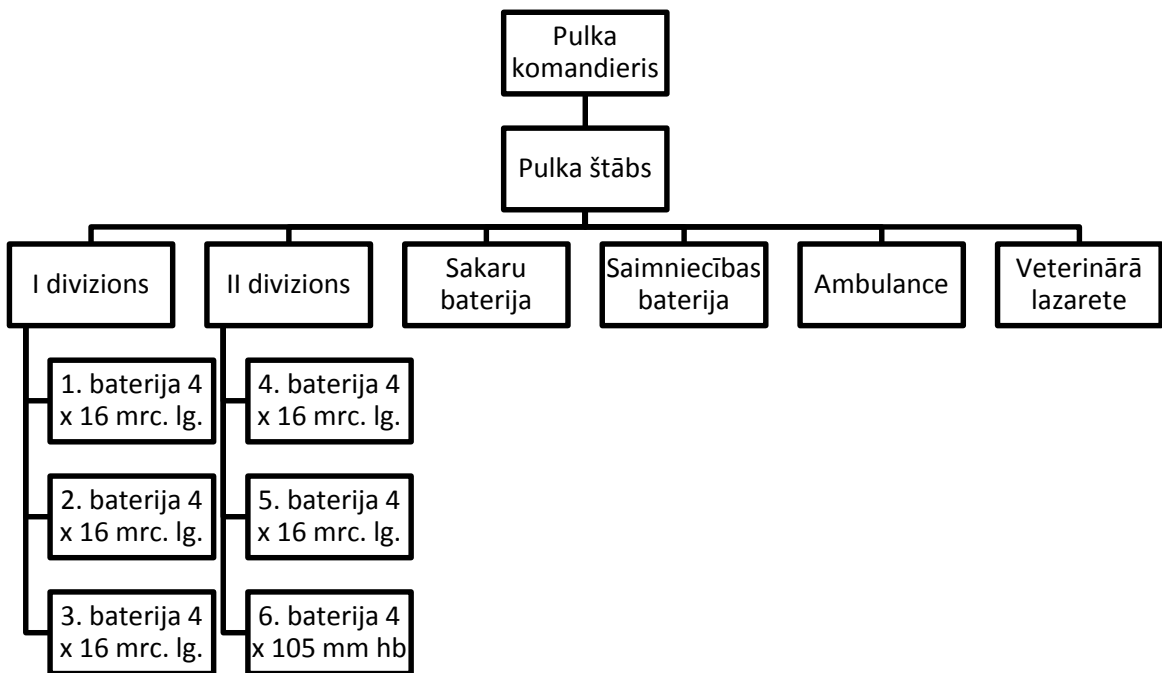 Pulka
komandieris
Pulka štābs
I divizions
II divizions
Sakaru
baterija
Saimniecības
baterija
Ambulance
Veterinārā
lazarete
1. baterija 4
x 16 mrc. lg.
2. baterija 4
x 16 mrc. lg.
3. baterija 4
x 16 mrc. lg.
4. baterija 4
x 16 mrc. lg.
5. baterija 4
x 16 mrc. lg.
6. baterija 4
x 105 mm hb